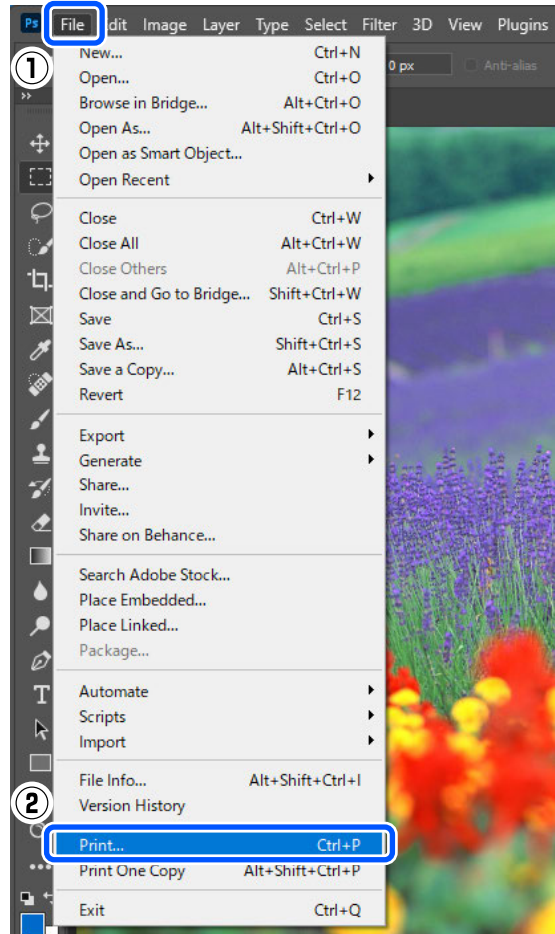 Ps File Edit Image Layer Type Select Filter 3D View Plugins
①
0 px Anti-alias
New... Ctrl+N
Open... Ctrl+O
Browse in Bridge... Alt+Ctrl+O
Open As... Alt+Shift+Ctrl+O
Open as Smart Object...
Open Recent
Close Ctrl+W
Close All Alt+Ctrl+W
Close Others Alt+Ctrl+P
Close and Go to Bridge... Shift+Ctrl+W
Save Ctrl+S
Save As... Shift+Ctrl+S
Save a Copy... Alt+Ctrl+S
Revert F12
Export
Generate
Share...
Invite...
Share on Behance...
Search Adobe Stock...
Place Embedded...
Place Linked...
Package...
Automate
Scripts
Import
File Info... Alt+Shift+Ctrl+I
Version History
②
Print... Ctrl+P
Print One Copy Alt+Shift+Ctrl+P
Exit Ctrl+Q